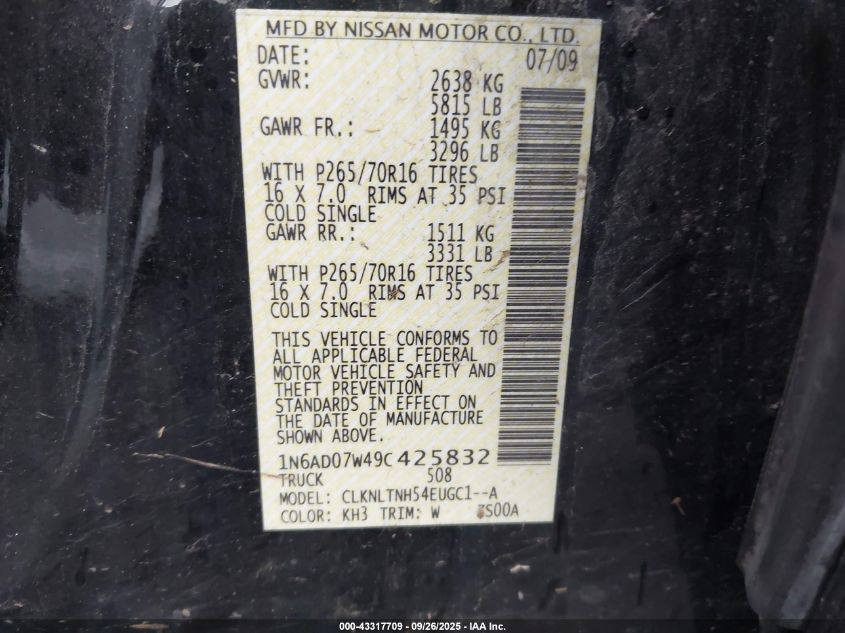 MFD BY NISSAN MOTOR CO., LTD.
DATE: 07/09
GVWR: 2638 KG
5815 LB
GAWR FR.: 1495 KG
3296 LB
WITH P265/70R16 TIRES
16 X 7.0 RIMS AT 35 PSI
COLD SINGLE
GAWR RR.: 1511 KG
3331 LB
WITH P265/70R16 TIRES
16 X 7.0 RIMS AT 35 PSI
COLD SINGLE
THIS VEHICLE CONFORMS TO
ALL APPLICABLE FEDERAL
MOTOR VEHICLE SAFETY AND
THEFT PREVENTION
STANDARDS IN EFFECT ON
THE DATE OF MANUFACTURE
SHOWN ABOVE.
1N6AD07W49C425832
TRUCK 508
MODEL: CLKNLTNH54EUGC1--A
COLOR: KH3 TRIM: W
000-43317709 - 09/26/2025 - IAA Inc.